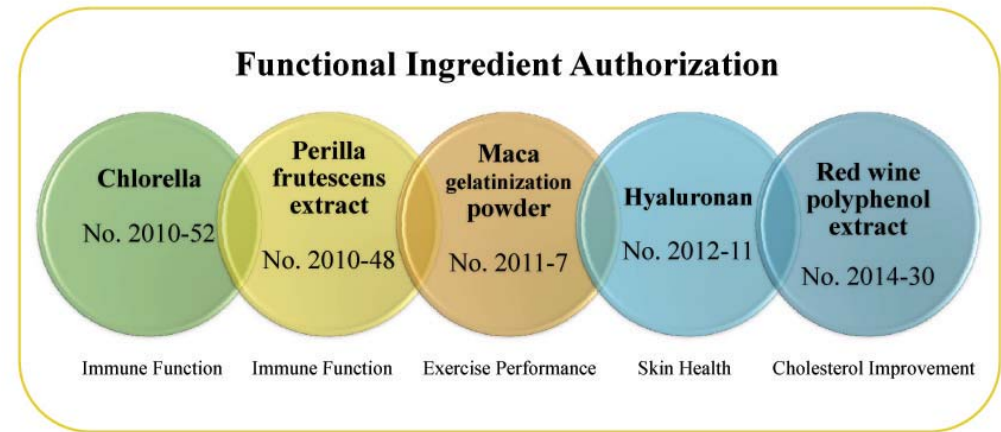 Functional Ingredient Authorization
Chlorella
No. 2010-52
Perilla
frutescens
extract
No. 2010-48
Maca
gelatinization
powder
No. 2011-7
Hyaluronan
No. 2012-11
Red wine
polyphenol
extract
No. 2014-30
Immune Function
Immune Function
Exercise Performance
Skin Health
Cholesterol Improvement